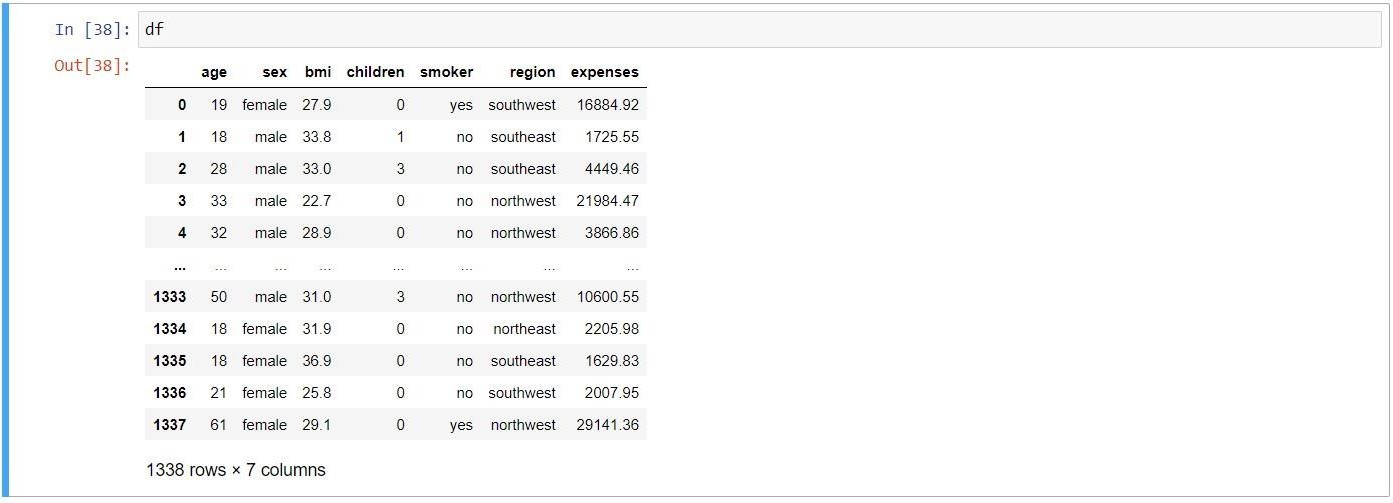 In [38]: df
Out[38]:
age sex bmi children smoker region expenses
0 19 female 27.9 0 yes southwest 16884.92
1 18 male 33.8 1 no southeast 1725.55
2 28 male 33.0 3 no southeast 4449.46
3 33 male 22.7 0 no northwest 21984.47
4 32 male 28.9 0 no northwest 3866.86
... ... ... ... ... ... ... ...
1333 50 male 31.0 3 no northwest 10600.55
1334 18 female 31.9 0 no northeast 2205.98
1335 18 female 36.9 0 no southeast 1629.83
1336 21 female 25.8 0 no southwest 2007.95
1337 61 female 29.1 0 yes northwest 29141.36
1338 rows × 7 columns